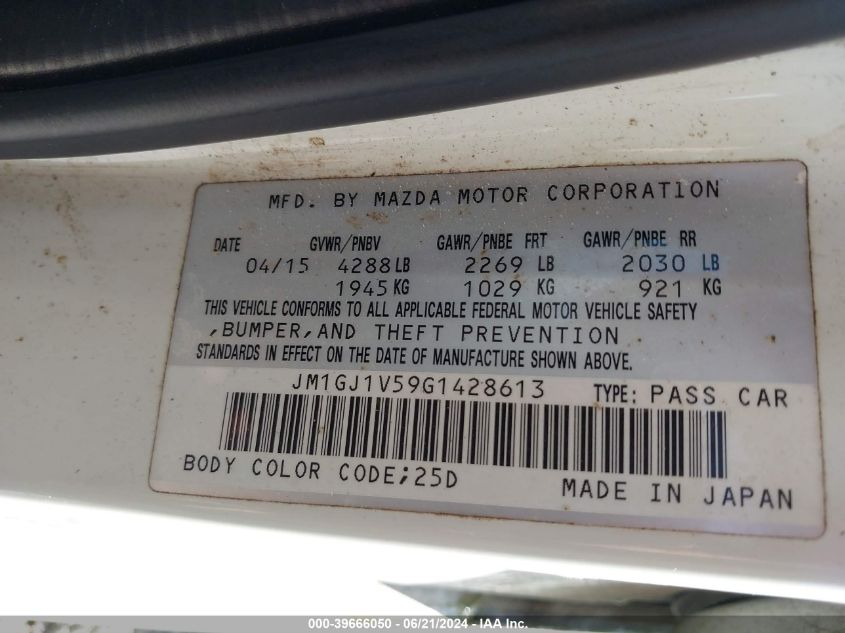 MFD. BY MAZDA MOTOR CORPORATION
DATE GVWR/PNBV GAWR/PNBE FRT GAWR/PNBE RR
04/15 4288 LB 2269 LB 2030 LB
1945 KG 1029 KG 921 KG
THIS VEHICLE CONFORMS TO ALL APPLICABLE FEDERAL MOTOR VEHICLE SAFETY
,BUMPER,AND THEFT PREVENTION
STANDARDS IN EFFECT ON THE DATE OF MANUFACTURE SHOWN ABOVE.
JM1GJ1V59G1428613 TYPE: PASS CAR
BODY COLOR CODE;25D
MADE IN JAPAN
000-39666050 - 06/21/2024 - IAA, Inc.